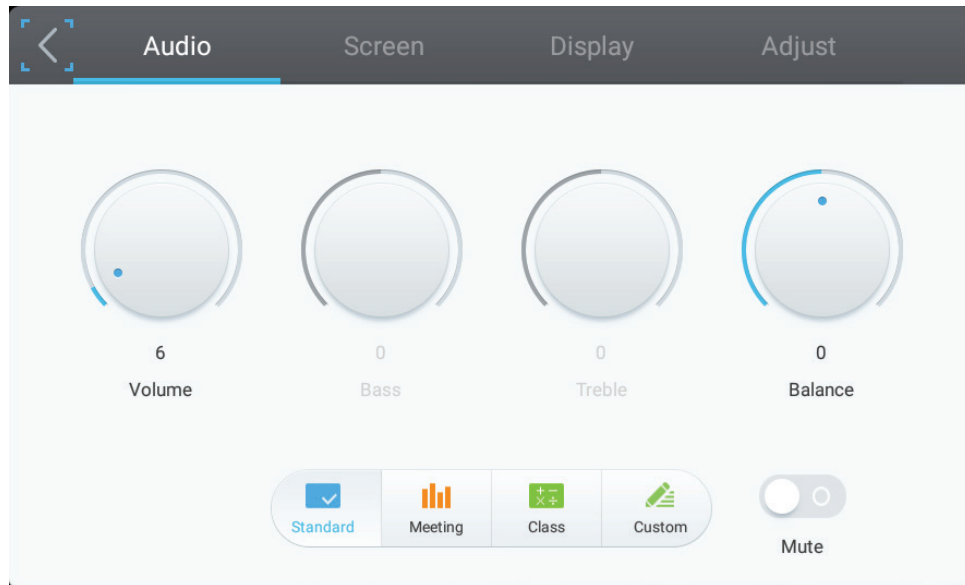 Audio Screen Display Adjust
6 0 0 0
Volume Bass Treble Balance
Standard Meeting Class Custom
Mute